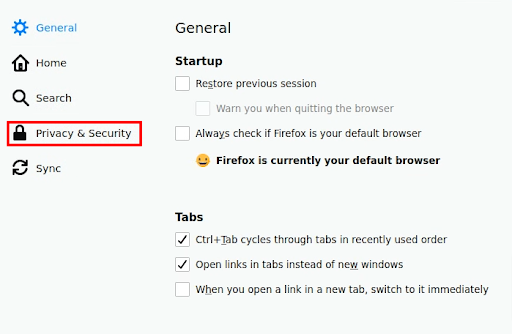 General
Home
Search
Privacy & Security
Sync
General
Startup
Restore previous session
Warn you when quitting the browser
Always check if Firefox is your default browser
Firefox is currently your default browser
Tabs
Ctrl+Tab cycles through tabs in recently used order
Open links in tabs instead of new windows
When you open a link in a new tab, switch to it immediately